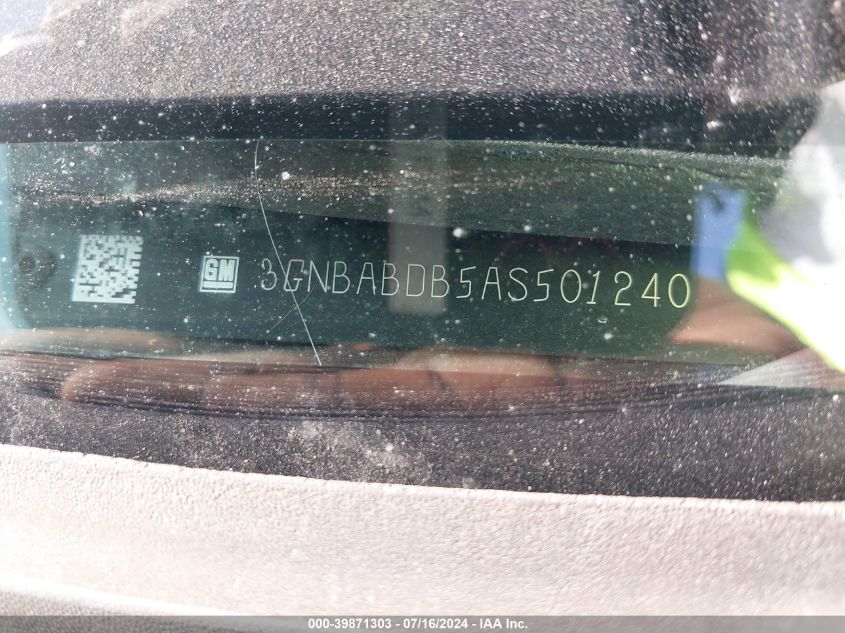 GM 3GNBABDB5AS501240
000-39871303 - 07/16/2024 - IAA Inc.